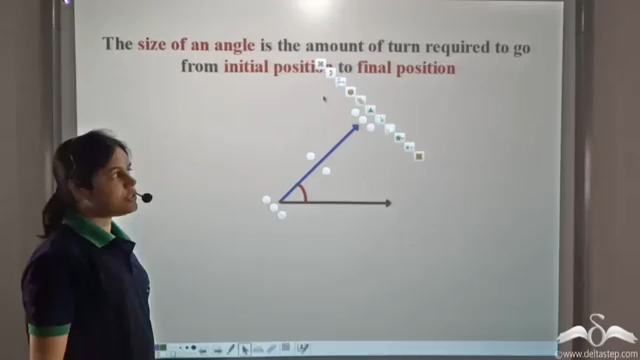 The size of an angle is the amount of turn required to go
from initial position to final position
www.deltastep.com